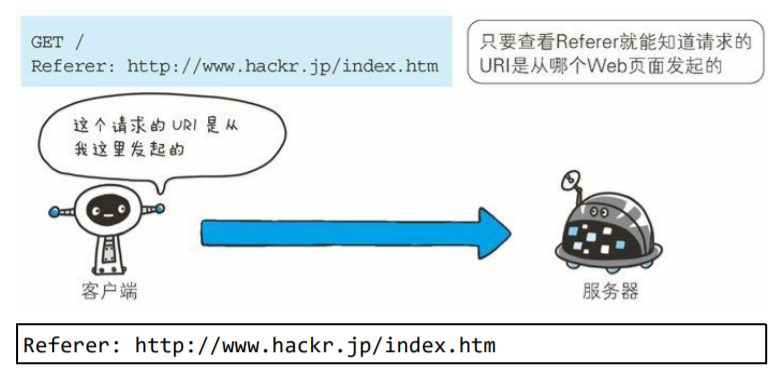 GET /
Referer: http://www.hackr.jp/index.htm
只要查看Referer就能知道请求的
URI是从哪个Web页面发起的
这个请求的 URI 是从
我这里发起的
客户端
服务器
Referer: http://www.hackr.jp/index.htm